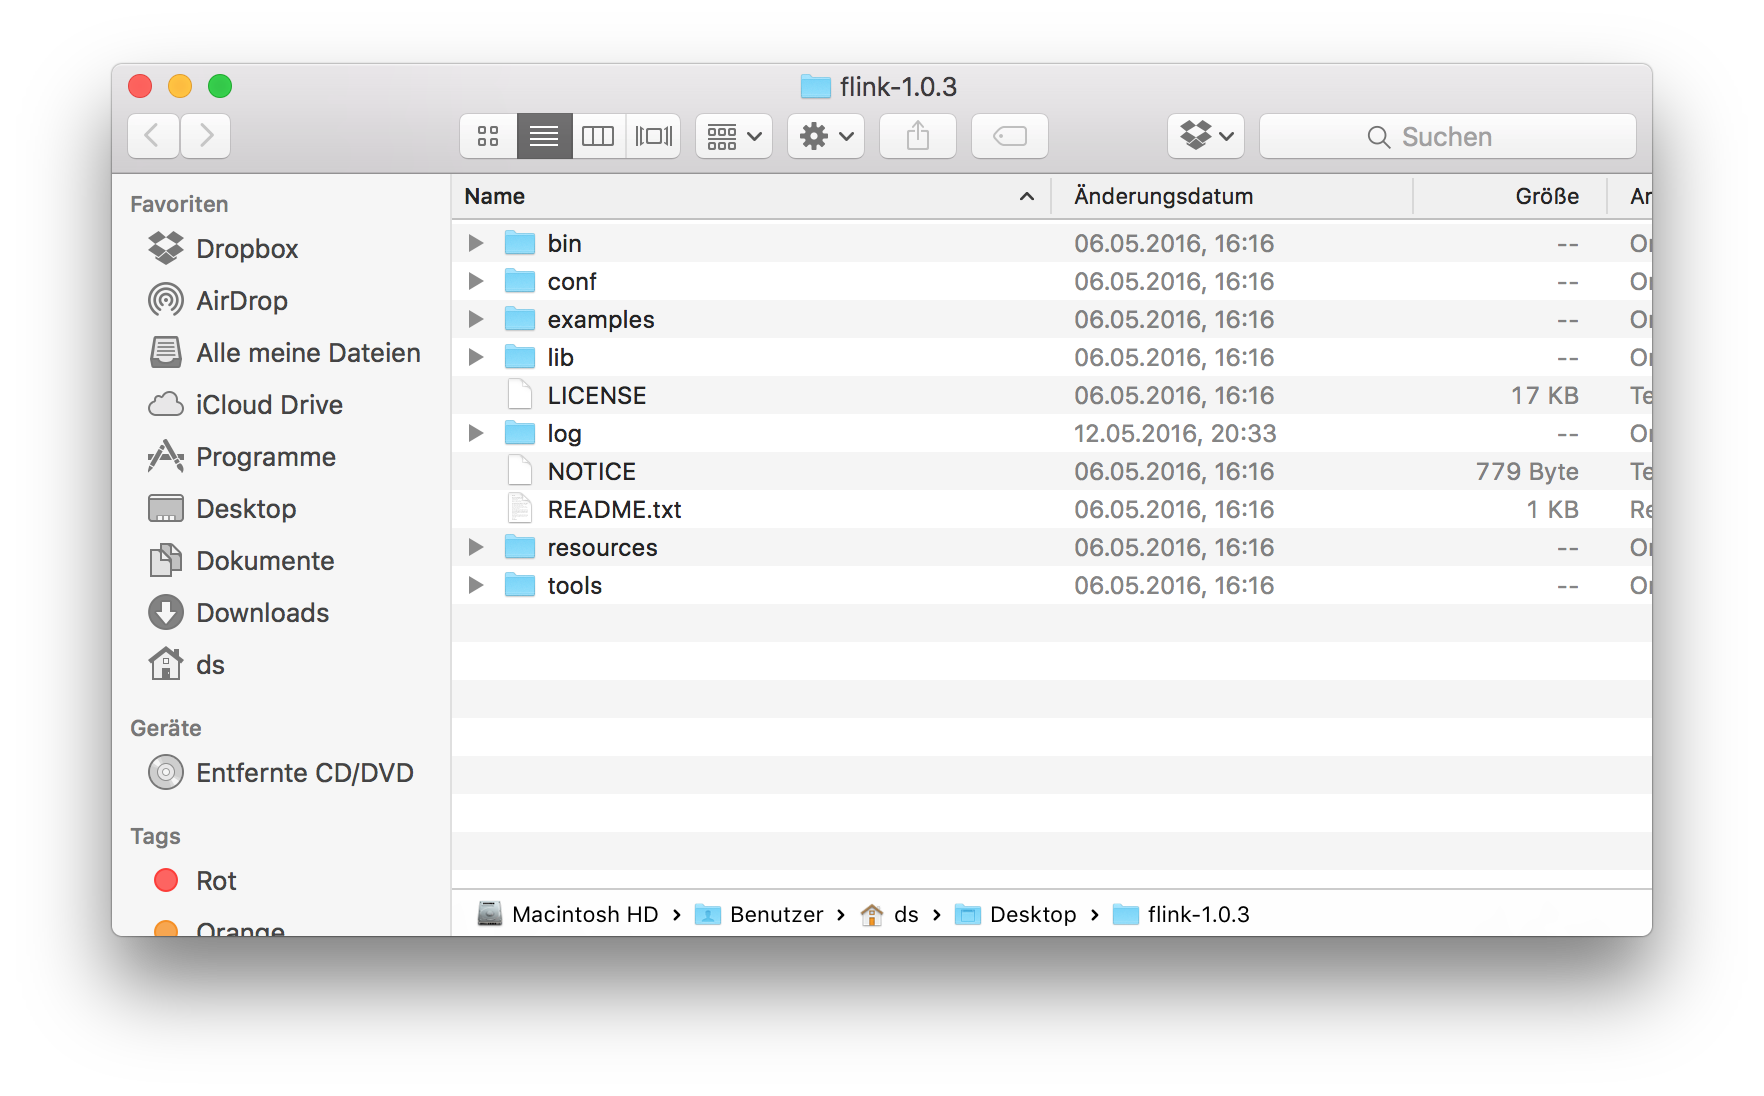 flink-1.0.3
Suchen
Favoriten
Dropbox
AirDrop
Alle meine Dateien
iCloud Drive
Programme
Desktop
Dokumente
Downloads
ds
Geräte
Entfernte CD/DVD
Tags
Rot
Orange
Name Änderungsdatum Größe
bin 06.05.2016, 16:16 --
conf 06.05.2016, 16:16 --
examples 06.05.2016, 16:16 --
lib 06.05.2016, 16:16 --
LICENSE 06.05.2016, 16:16 17 KB
log 12.05.2016, 20:33 --
NOTICE 06.05.2016, 16:16 779 Byte
README.txt 06.05.2016, 16:16 1 KB
resources 06.05.2016, 16:16 --
tools 06.05.2016, 16:16 --
Macintosh HD › Benutzer › ds › Desktop › flink-1.0.3